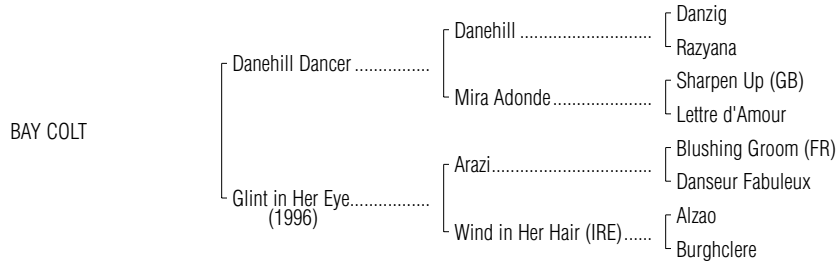 BAY COLT
Danehill Dancer .................
Glint in Her Eye..................
(1996)
Danehill .............................
Mira Adonde......................
Arazi...................................
Wind in Her Hair (IRE)......
Danzig
Razyana
Sharpen Up (GB)
Lettre d'Amour
Blushing Groom (FR)
Danseur Fabuleux
Alzao
Burghclere